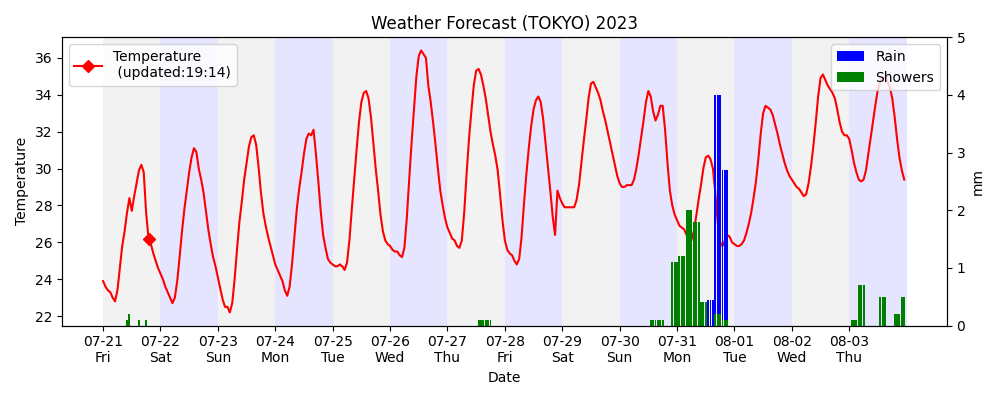 Weather Forecast (TOKYO) 2023
Temperature
(updated:19:14)
Rain
Showers
Temperature
36
34
32
30
28
26
24
22
5
4
3
2
1
0
mm
07-21 07-22 07-23 07-24 07-25 07-26 07-27 07-28 07-29 07-30 07-31 08-01 08-02 08-03
Fri Sat Sun Mon Tue Wed Thu Fri Sat Sun Mon Tue Wed Thu
Date